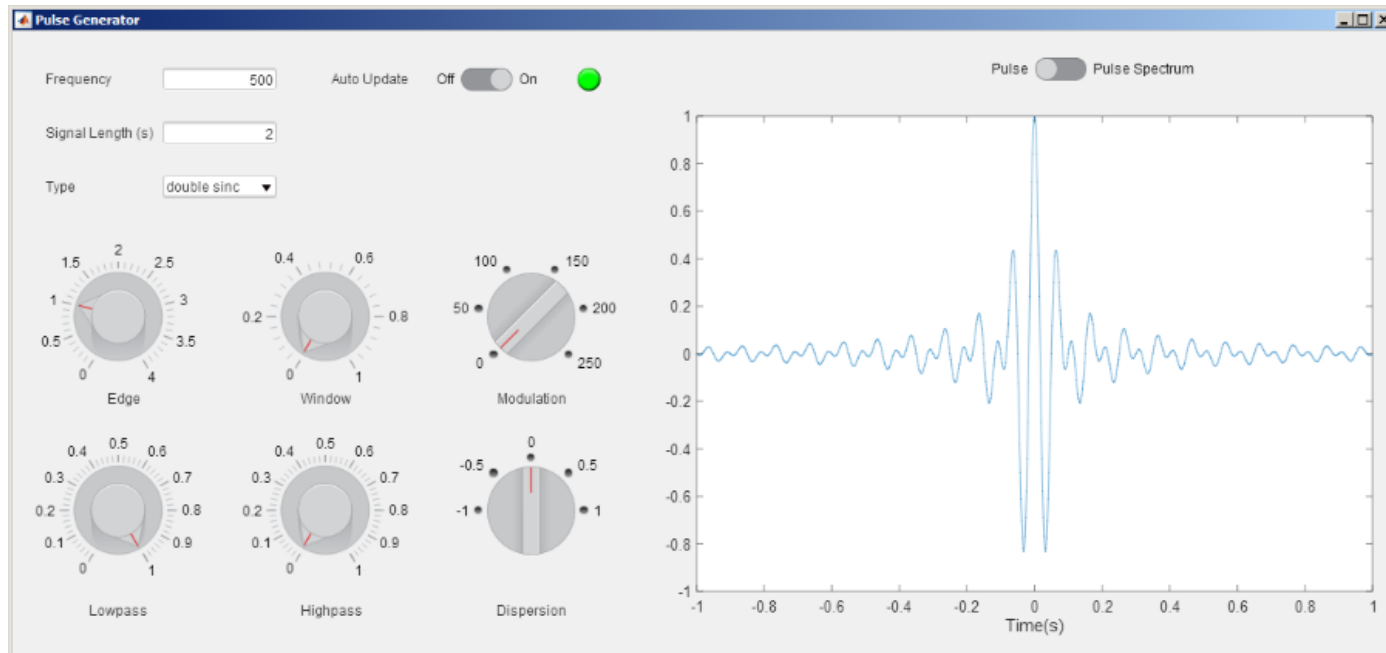 Pulse Generator
Frequency 500 Auto Update Off On Pulse Pulse Spectrum
Signal Length (s) 2
Type double sinc
0 0.5 1 1.5 2 2.5 3 3.5 4
Edge
0 0.2 0.4 0.6 0.8 1
Window
0 50 100 150 200 250
Modulation
0 0.1 0.2 0.3 0.4 0.5 0.6 0.7 0.8 0.9 1
Lowpass
0 0.1 0.2 0.3 0.4 0.5 0.6 0.7 0.8 0.9 1
Highpass
-1 -0.5 0 0.5 1
Dispersion
1
0.8
0.6
0.4
0.2
0
-0.2
-0.4
-0.6
-0.8
-1
-1 -0.8 -0.6 -0.4 -0.2 0 0.2 0.4 0.6 0.8 1
Time(s)